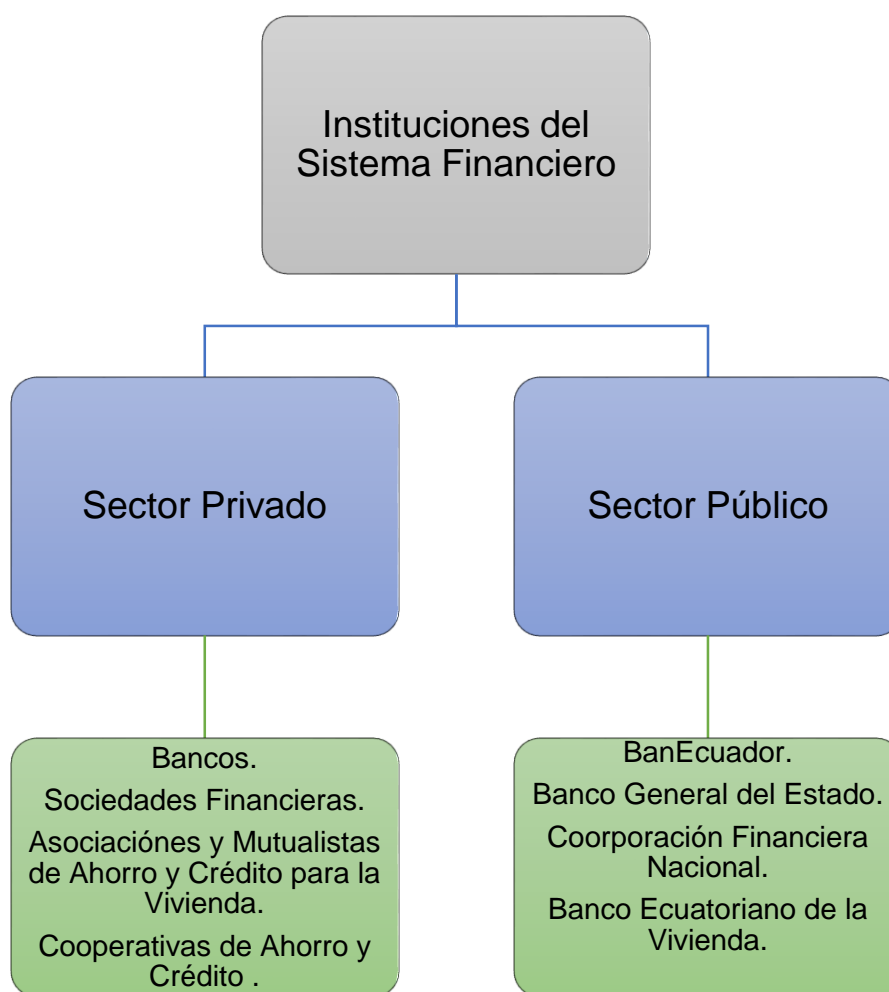 Instituciones del
Sistema Financiero
Sector Privado
Sector Público
Bancos.
Sociedades Financieras.
Asociaciónes y Mutualistas
de Ahorro y Crédito para la
Vivienda.
Cooperativas de Ahorro y
Crédito .
BanEcuador.
Banco General del Estado.
Coorporación Financiera
Nacional.
Banco Ecuatoriano de la
Vivienda.